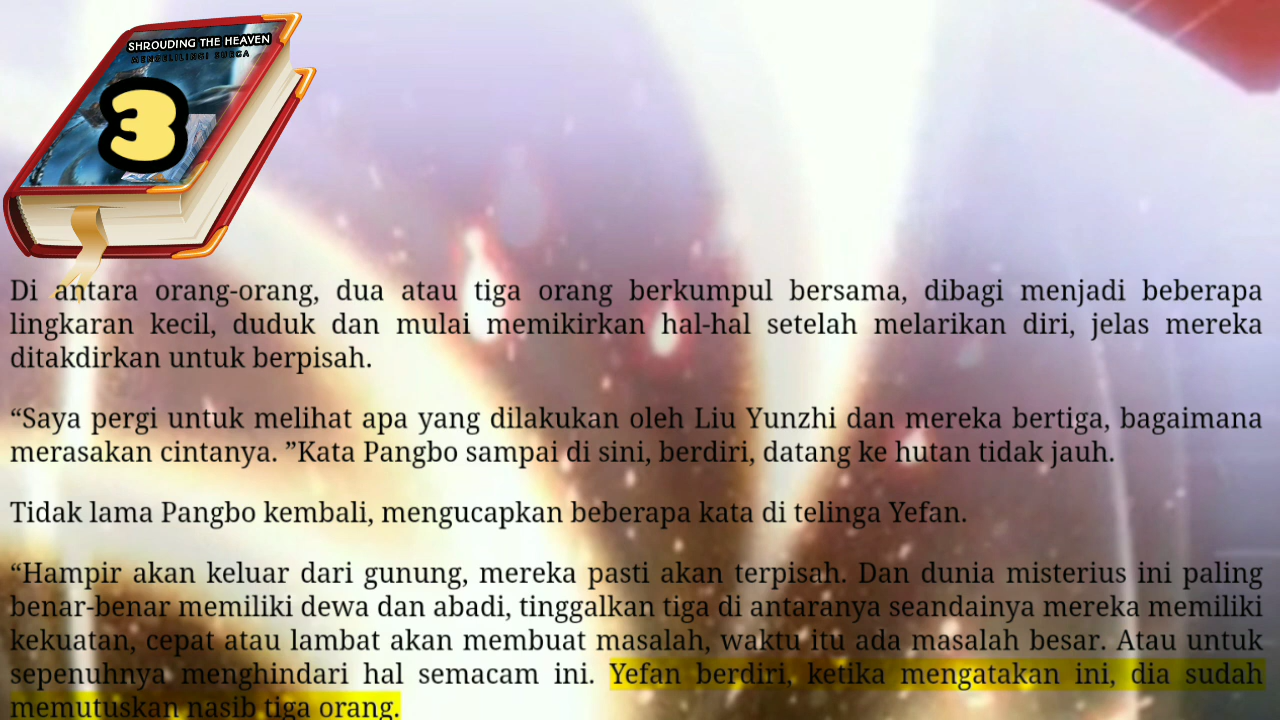 SHROUDING THE HEAVEN
MENGELILINGI SURGA
3
Di antara orang-orang, dua atau tiga orang berkumpul bersama, dibagi menjadi beberapa
lingkaran kecil, duduk dan mulai memikirkan hal-hal setelah melarikan diri, jelas mereka
ditakdirkan untuk berpisah.
“Saya pergi untuk melihat apa yang dilakukan oleh Liu Yunzhi dan mereka bertiga, bagaimana
merasakan cintanya. ”Kata Pangbo sampai di sini, berdiri, datang ke hutan tidak jauh.
Tidak lama Pangbo kembali, mengucapkan beberapa kata di telinga Yefan.
“Hampir akan keluar dari gunung, mereka pasti akan terpisah. Dan dunia misterius ini paling
benar-benar memiliki dewa dan abadi, tinggalkan tiga di antaranya seandainya mereka memiliki
kekuatan, cepat atau lambat akan membuat masalah, waktu itu ada masalah besar. Atau untuk
sepenuhnya menghindari hal semacam ini. Yefan berdiri, ketika mengatakan ini, dia sudah
memutuskan nasib tiga orang.